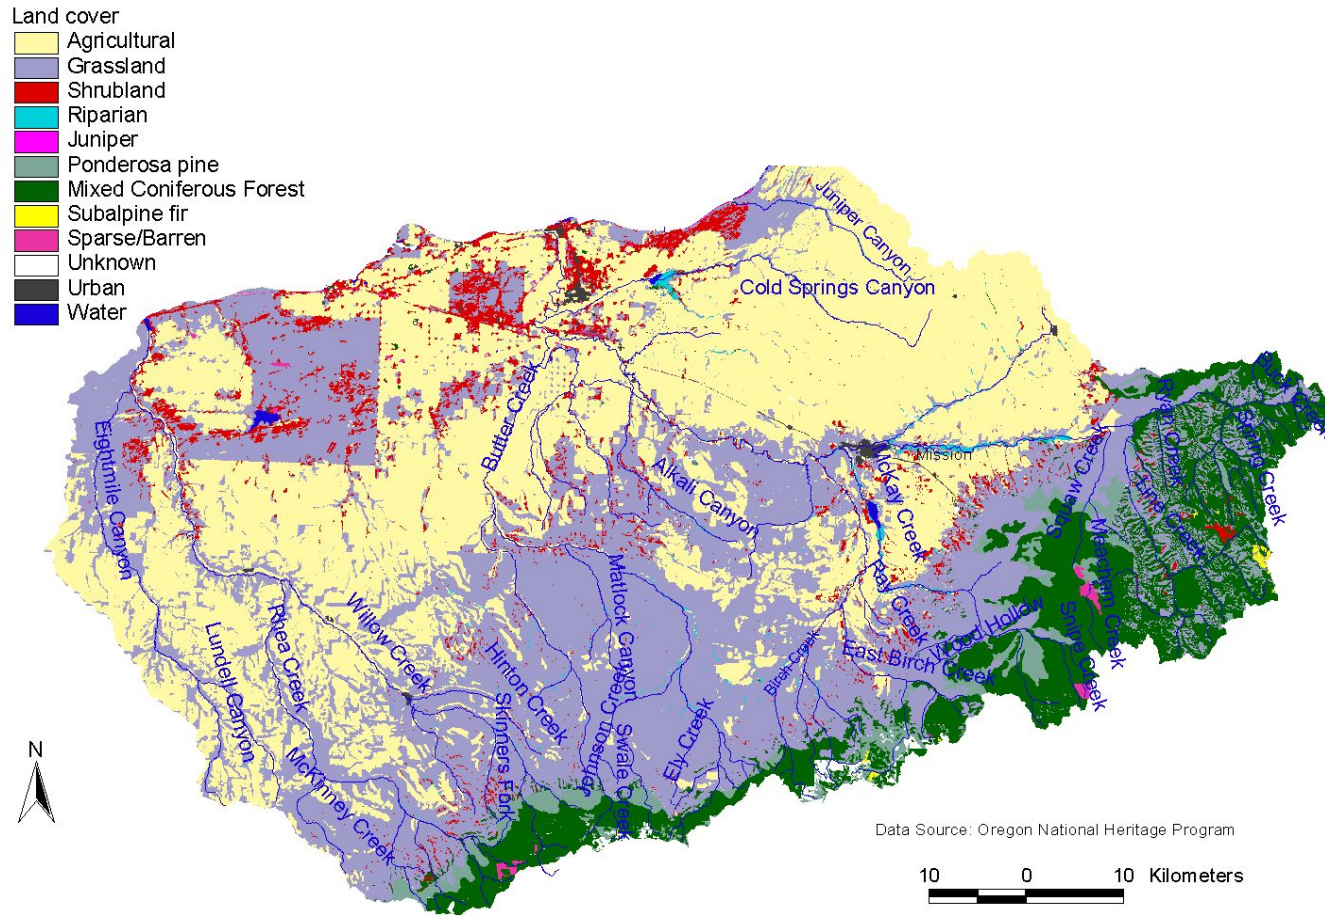 Land cover
Agricultural
Grassland
Shrubland
Riparian
Juniper
Ponderosa pine
Mixed Coniferous Forest
Subalpine fir
Sparse/Barren
Unknown
Urban
Water
Juniper Canyon
Cold Springs Canyon
Butter Creek
Eightmile Canyon
Alkali Canyon
Mission
McKay Creek
Squaw Creek
Ryan Creek
Buck Creek
Spring Creek
Line Creek
Meacham Creek
Matlock Canyon
Willow Creek
Rhea Creek
Lundell Canyon
Hinton Creek
Skinners Fork
Johnson Creek
Swale Creek
Ely Creek
Birch Creek
Ray Creek
East Birch Creek
Hollow
Snipe Creek
McKinney Creek
N
Data Source: Oregon National Heritage Program
10 0 10 Kilometers